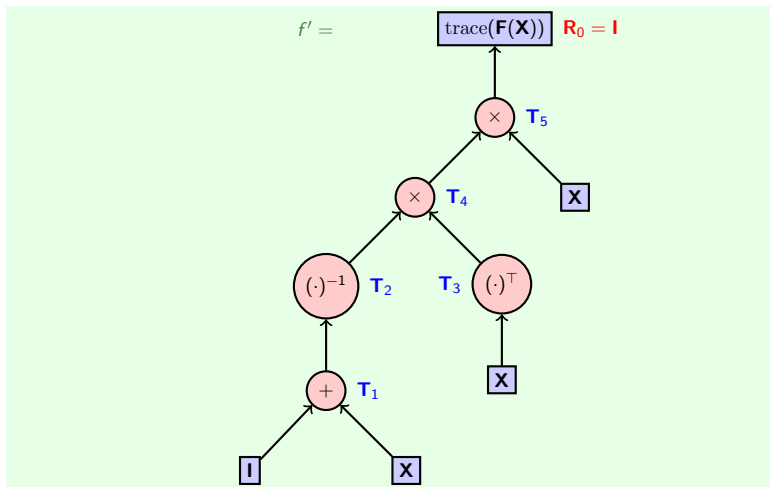 f′ = trace(F(X)) R₀ = I
× T₅
× T₄ X
(·)⁻¹ T₂ T₃ (·)⊤
X
+ T₁
I X